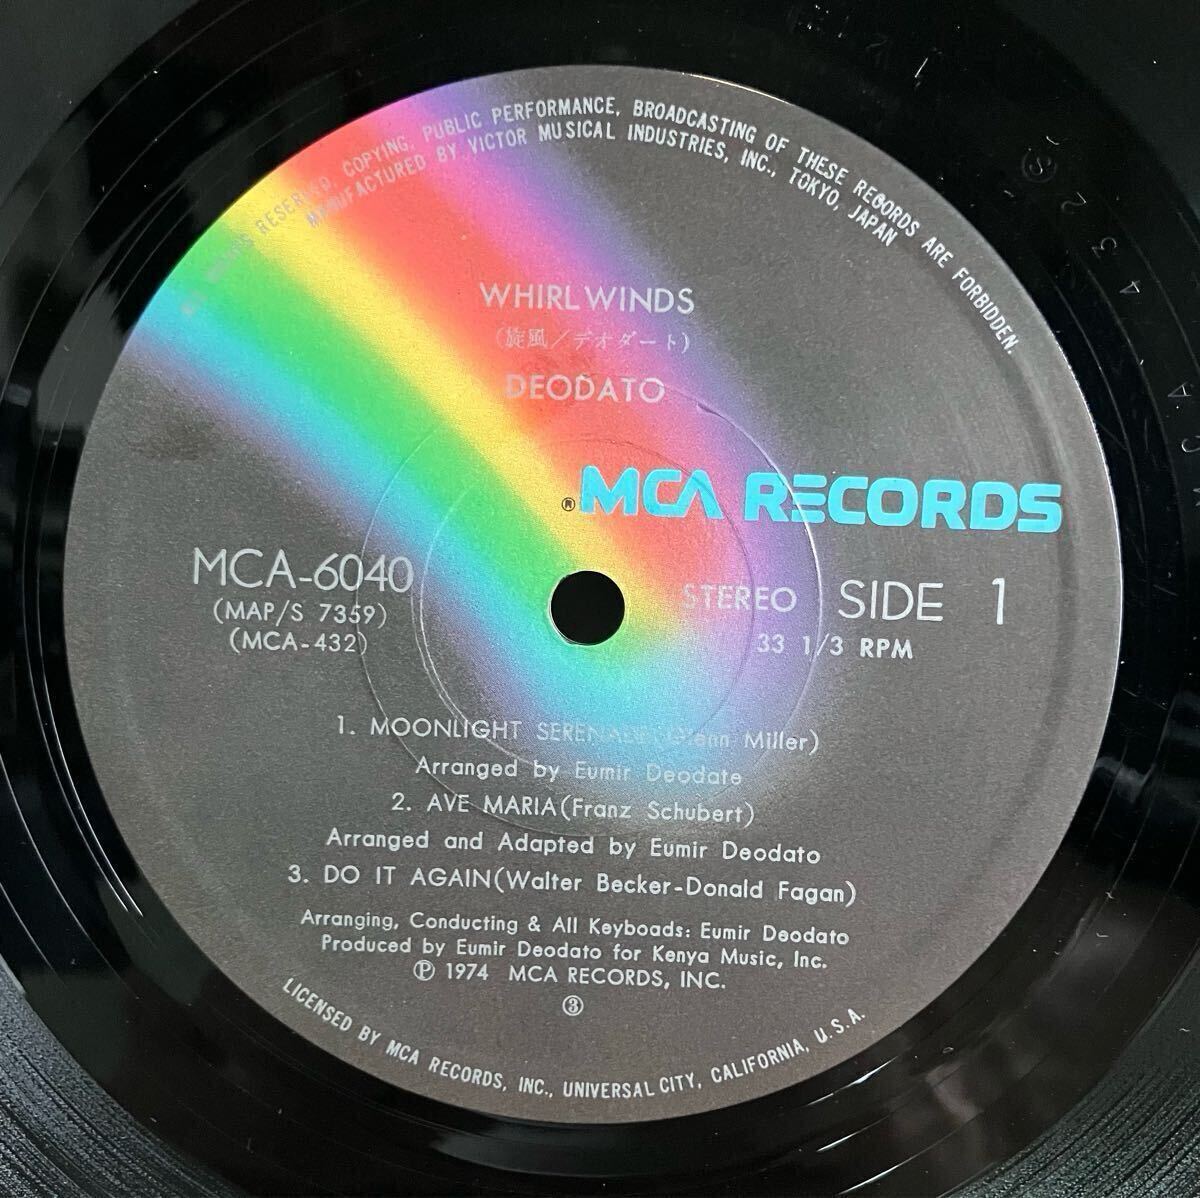 ALL RIGHTS RESERVED. COPYING, PUBLIC PERFORMANCE, BROADCASTING OF THESE RECORDS ARE FORBIDDEN.
MANUFACTURED BY VICTOR MUSICAL INDUSTRIES, INC., TOKYO, JAPAN
WHIRLWINDS
(旋風/デオダート)
DEODATO
® MCA RECORDS
MCA-6040
(MAP/S 7359)
(MCA-432)
STEREO SIDE 1
33 1/3 RPM
1. MOONLIGHT SERENADE (Glenn Miller)
Arranged by Eumir Deodate
2. AVE MARIA(Franz Schubert)
Arranged and Adapted by Eumir Deodato
3. DO IT AGAIN(Walter Becker-Donald Fagan)
Arranging, Conducting & All Keyboads: Eumir Deodato
Produced by Eumir Deodato for Kenya Music, Inc.
Ⓟ 1974 MCA RECORDS, INC.
③
LICENSED BY MCA RECORDS, INC., UNIVERSAL CITY, CALIFORNIA, U.S.A.